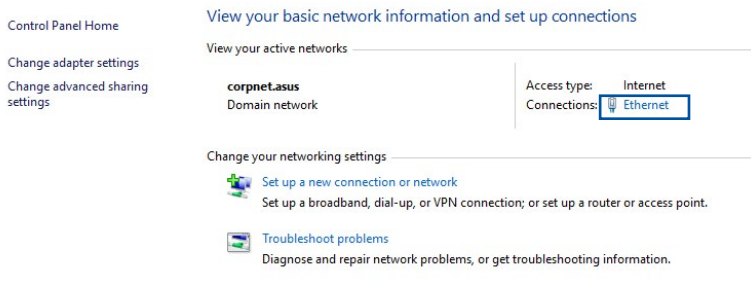 Control Panel Home
Change adapter settings
Change advanced sharing
settings
View your basic network information and set up connections
View your active networks
corpnet.asus
Domain network
Access type: Internet
Connections: Ethernet
Change your networking settings
Set up a new connection or network
Set up a broadband, dial-up, or VPN connection; or set up a router or access point.
Troubleshoot problems
Diagnose and repair network problems, or get troubleshooting information.